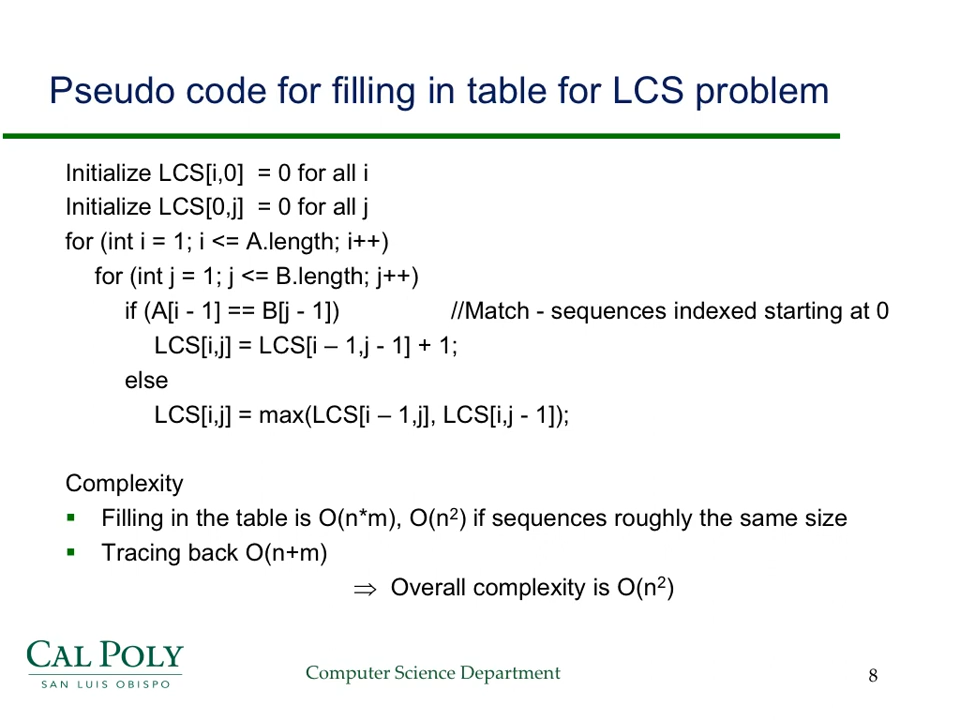 Pseudo code for filling in table for LCS problem
Initialize LCS[i,0]  = 0 for all i
Initialize LCS[0,j]  = 0 for all j
for (int i = 1; i <= A.length; i++)
for (int j = 1; j <= B.length; j++)
if (A[i - 1] == B[j - 1]) //Match - sequences indexed starting at 0
LCS[i,j] = LCS[i – 1,j - 1] + 1;
else
LCS[i,j] = max(LCS[i – 1,j], LCS[i,j - 1]);
Complexity
▪ Filling in the table is O(n*m), O(n²) if sequences roughly the same size
▪ Tracing back O(n+m)
⇒ Overall complexity is O(n²)
CAL POLY
SAN LUIS OBISPO
Computer Science Department
8